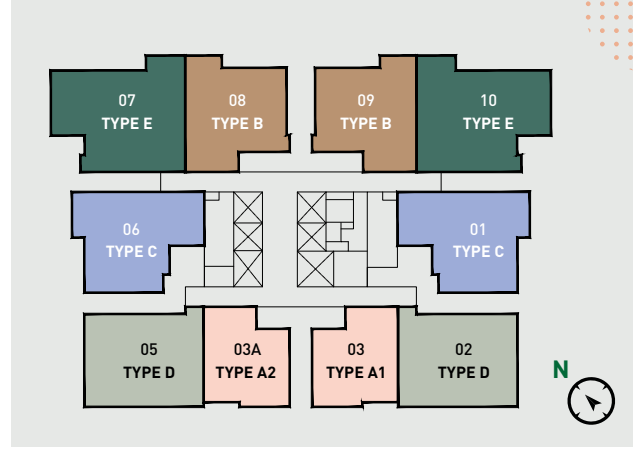 07
TYPE E
08
TYPE B
09
TYPE B
10
TYPE E
06
TYPE C
01
TYPE C
05
TYPE D
03A
TYPE A2
03
TYPE A1
02
TYPE D
N